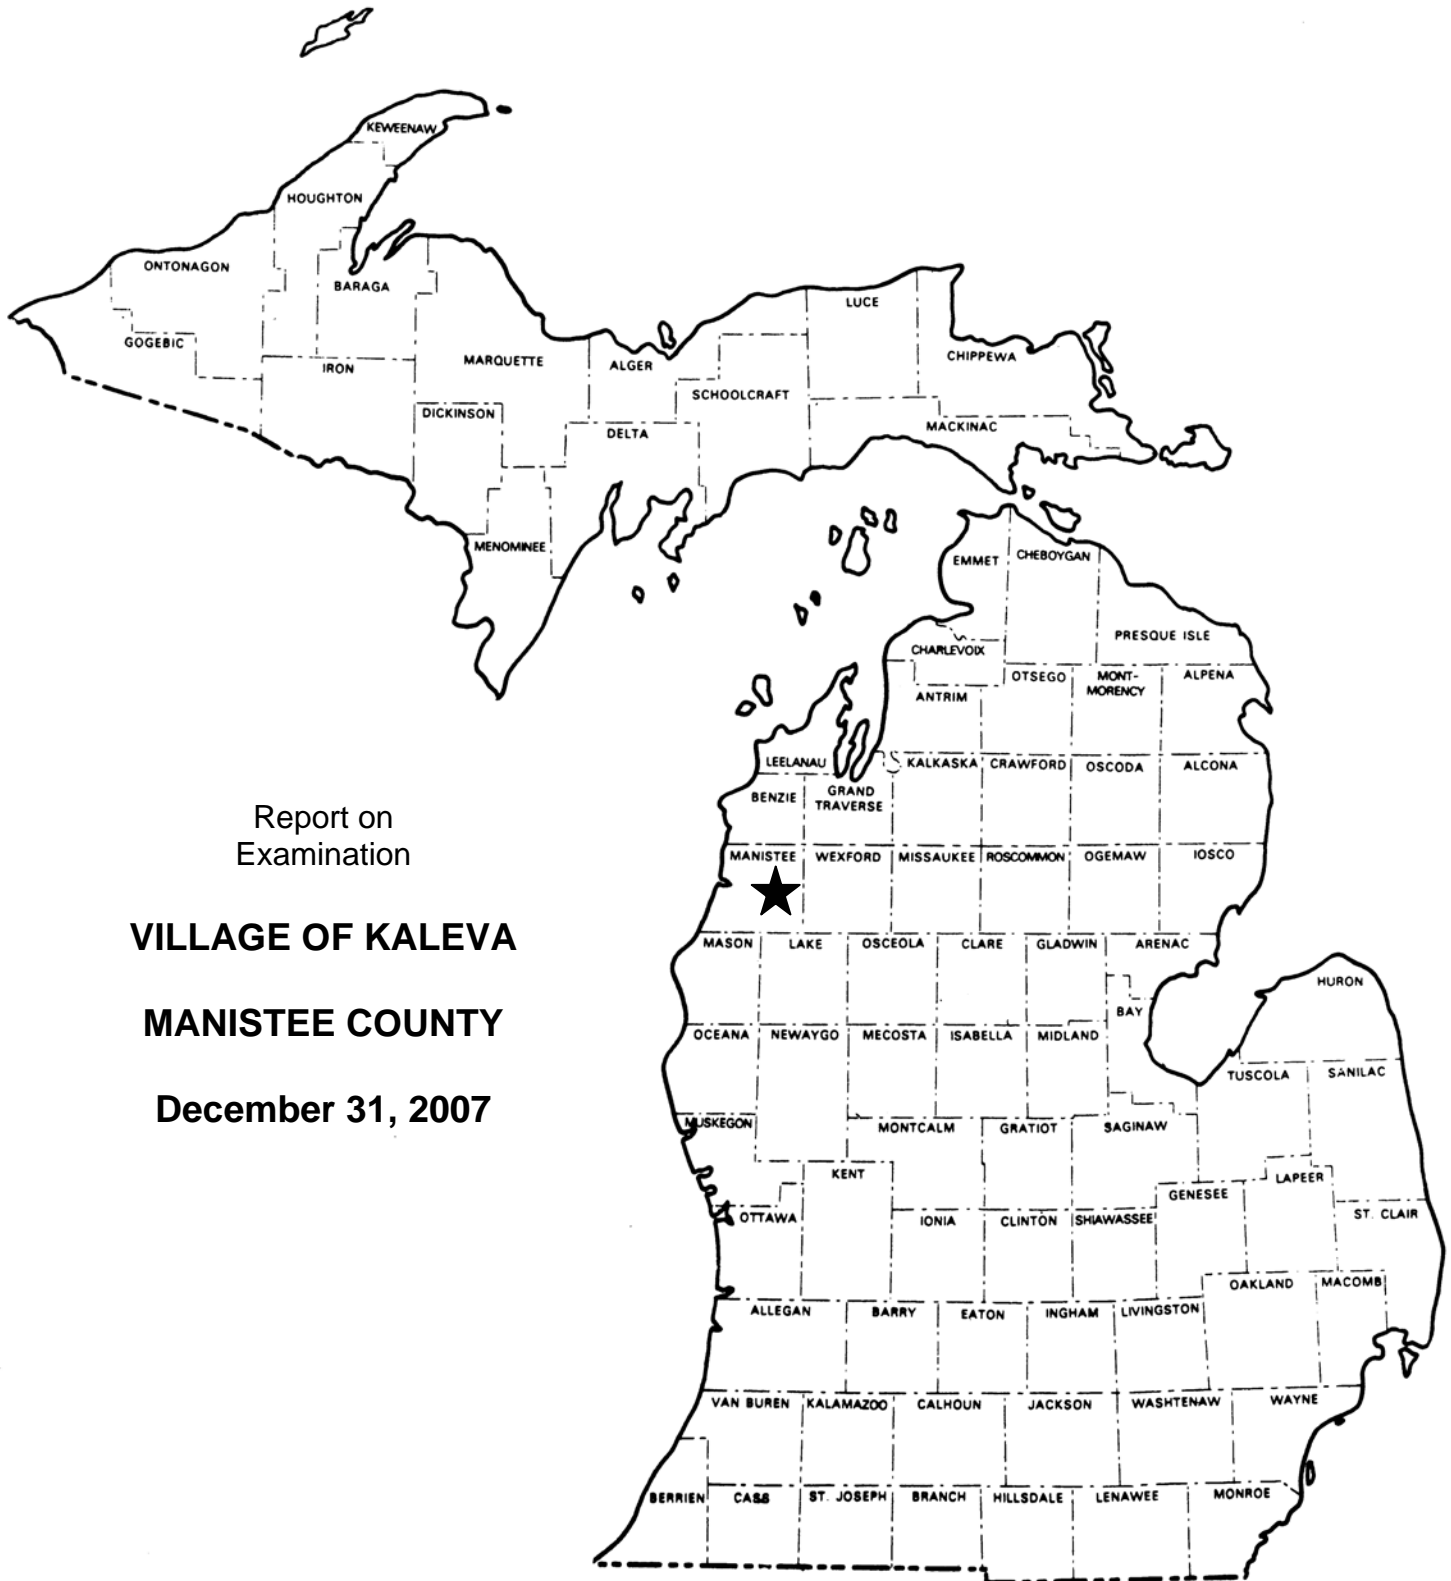 KEWEENAW
HOUGHTON
ONTONAGON
BARAGA
GOGEBIC
IRON
MARQUETTE
ALGER
LUCE
CHIPPEWA
SCHOOLCRAFT
DICKINSON
DELTA
MACKINAC
MENOMINEE
EMMET
CHEBOYGAN
PRESQUE ISLE
CHARLEVOIX
ANTRIM
OTSEGO
MONT-
MORENCY
ALPENA
LEELANAU
KALKASKA
CRAWFORD
OSCODA
ALCONA
BENZIE
GRAND
TRAVERSE
Report on
Examination
VILLAGE OF KALEVA
MANISTEE COUNTY
December 31, 2007
MANISTEE
WEXFORD
MISSAUKEE
ROSCOMMON
OGEMAW
IOSCO
MASON
LAKE
OSCEOLA
CLARE
GLADWIN
ARENAC
HURON
BAY
OCEANA
NEWAYGO
MECOSTA
ISABELLA
MIDLAND
TUSCOLA
SANILAC
MUSKEGON
MONTCALM
GRATIOT
SAGINAW
KENT
GENESEE
LAPEER
OTTAWA
IONIA
CLINTON
SHIAWASSEE
ST. CLAIR
OAKLAND
MACOMB
ALLEGAN
BARRY
EATON
INGHAM
LIVINGSTON
VAN BUREN
KALAMAZOO
CALHOUN
JACKSON
WASHTENAW
WAYNE
BERRIEN
CASS
ST. JOSEPH
BRANCH
HILLSDALE
LENAWEE
MONROE